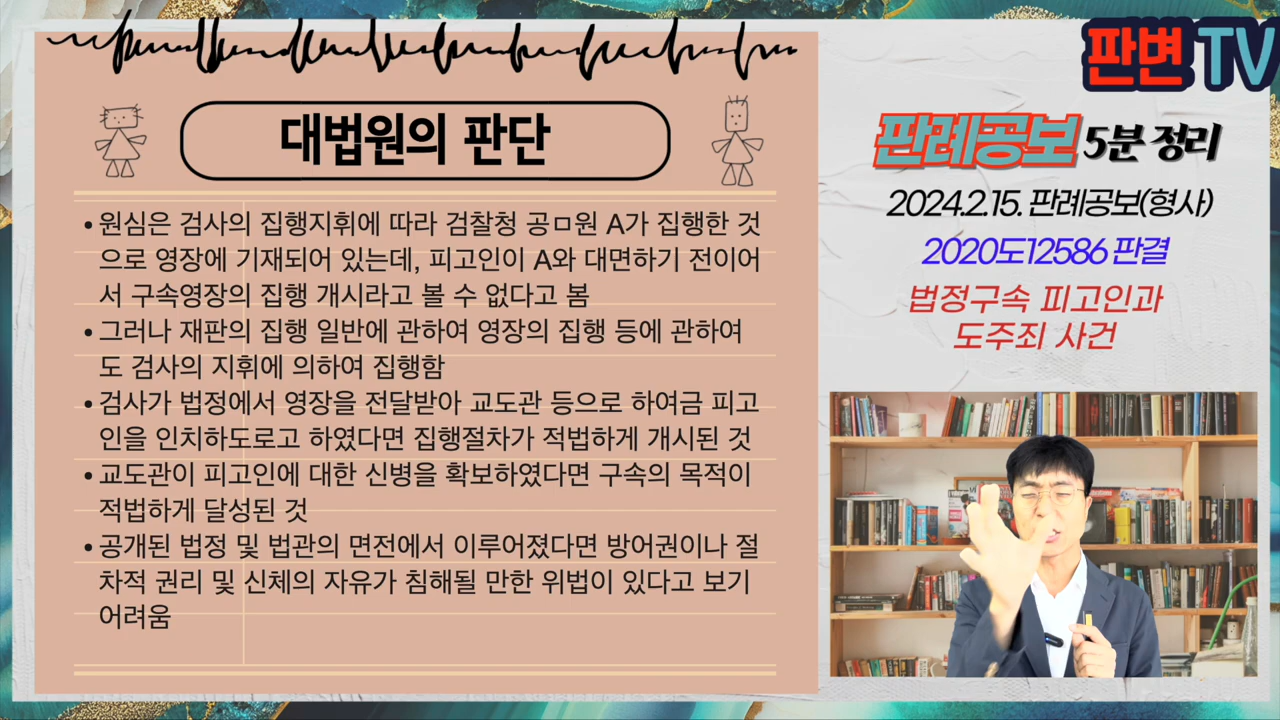 판변 TV
대법원의 판단
• 원심은 검사의 집행지휘에 따라 검찰청 공ㅁ원 A가 집행한 것
으로 영장에 기재되어 있는데, 피고인이 A와 대면하기 전이어
서 구속영장의 집행 개시라고 볼 수 없다고 봄
• 그러나 재판의 집행 일반에 관하여 영장의 집행 등에 관하여
도 검사의 지휘에 의하여 집행함
• 검사가 법정에서 영장을 전달받아 교도관 등으로 하여금 피고
인을 인치하도로고 하였다면 집행절차가 적법하게 개시된 것
• 교도관이 피고인에 대한 신병을 확보하였다면 구속의 목적이
적법하게 달성된 것
• 공개된 법정 및 법관의 면전에서 이루어졌다면 방어권이나 절
차적 권리 및 신체의 자유가 침해될 만한 위법이 있다고 보기
어려움
판례공보 5분 정리
2024.2.15. 판례공보(형사)
2020도12586 판결
법정구속 피고인과
도주죄 사건